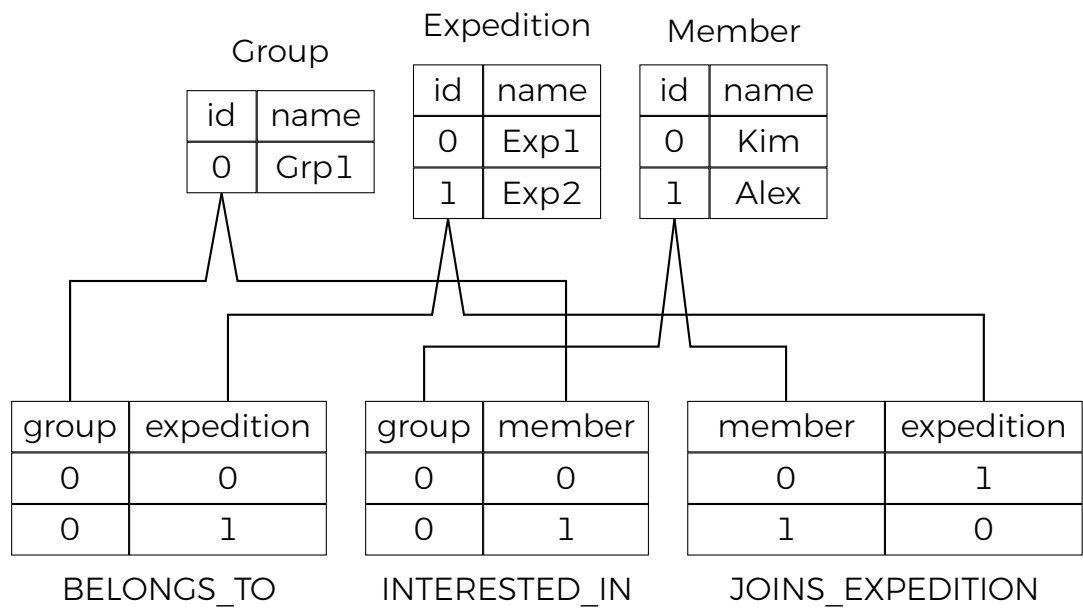 Group
id name
0 Grp1
Expedition
id name
0 Exp1
1 Exp2
Member
id name
0 Kim
1 Alex
group expedition
0 0
0 1
BELONGS_TO
group member
0 0
0 1
INTERESTED_IN
member expedition
0 1
1 0
JOINS_EXPEDITION